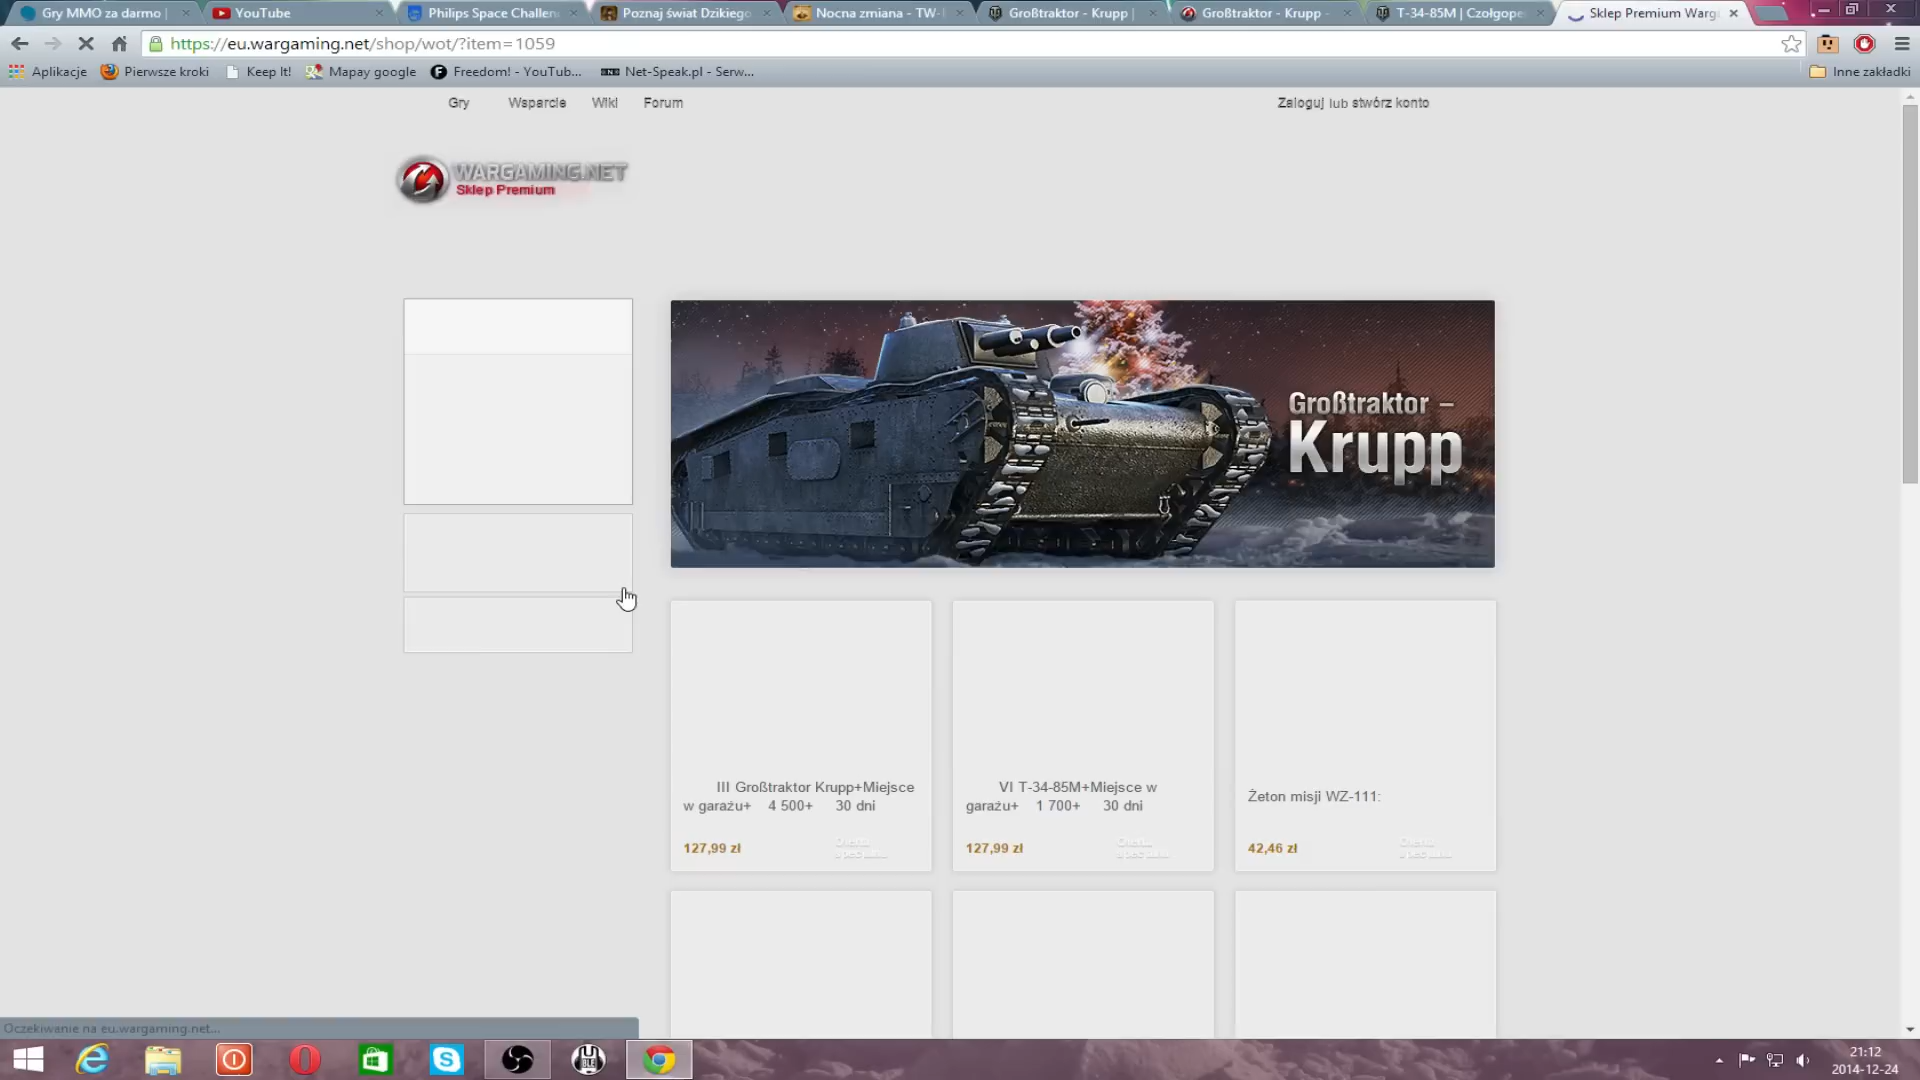 Gry MMO za darmo |
YouTube
Philips Space Challen
Poznaj świat Dzikiego
Nocna zmiana - TW-
Großtraktor - Krupp |
Großtraktor - Krupp -
T-34-85M | Czołgope
Sklep Premium Warg
https://eu.wargaming.net/shop/wot/?item=1059
Aplikacje
Pierwsze kroki
Keep It!
Mapay google
Freedom! - YouTub...
Net-Speak.pl - Serw...
Inne zakładki
Gry
Wsparcie
Wiki
Forum
Zaloguj lub stwórz konto
WARGAMING.NET
Sklep Premium
Großtraktor –
Krupp
III Großtraktor Krupp+Miejsce
w garażu+ 4 500+ 30 dni
127,99 zł
VI T-34-85M+Miejsce w
garażu+ 1 700+ 30 dni
127,99 zł
Żeton misji WZ-111:
42,46 zł
Oczekiwanie na eu.wargaming.net...
21:12
2014-12-24